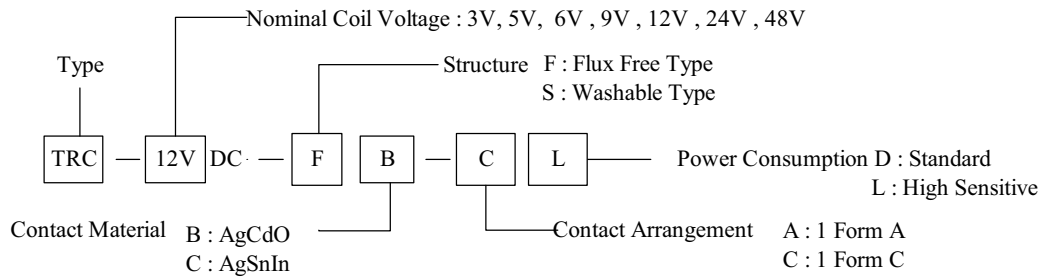 Nominal Coil Voltage : 3V, 5V, 6V , 9V , 12V , 24V , 48V
Type
Structure F : Flux Free Type
S : Washable Type
TRC 12V DC F B C L
Power Consumption D : Standard
L : High Sensitive
Contact Material B : AgCdO
C : AgSnIn
Contact Arrangement A : 1 Form A
C : 1 Form C